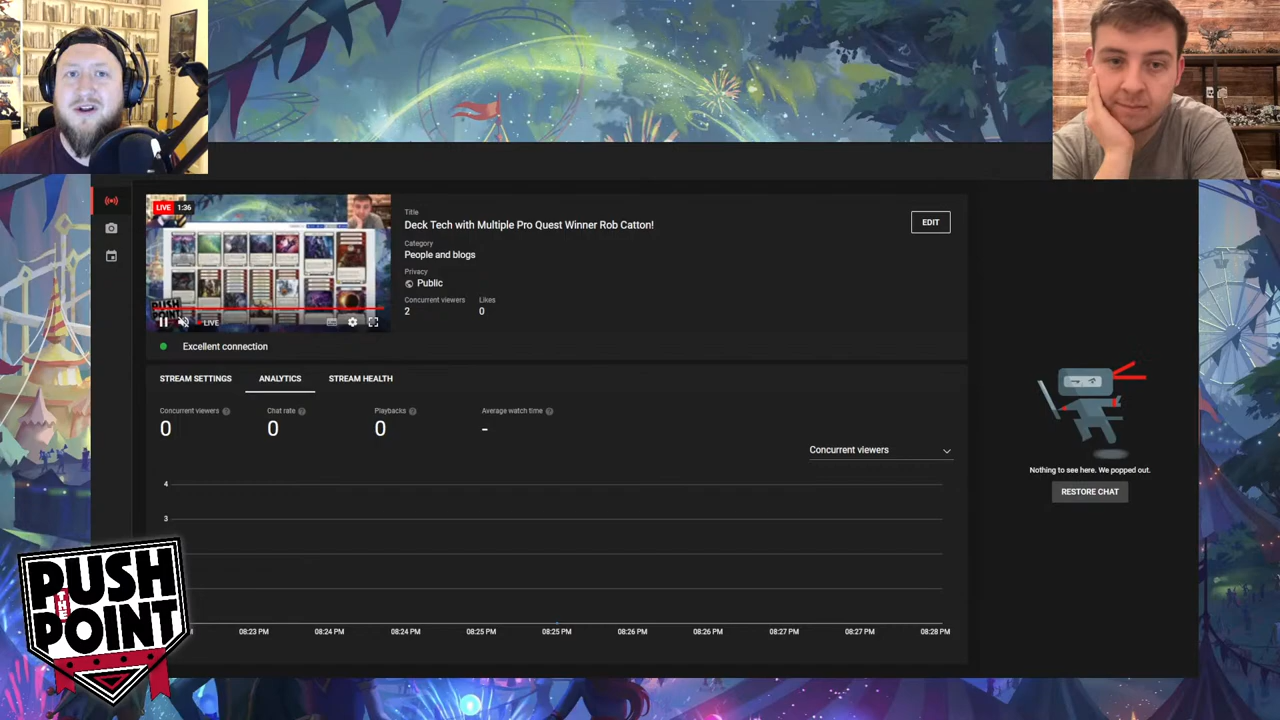 LIVE 1:36
LIVE
Title
Deck Tech with Multiple Pro Quest Winner Rob Catton!
Category
People and blogs
Privacy
Public
Concurrent viewers Likes
2 0
EDIT
Excellent connection
STREAM SETTINGS ANALYTICS STREAM HEALTH
Concurrent viewers Chat rate Playbacks Average watch time
0 0 0 -
Concurrent viewers
4
3
08:23 PM 08:24 PM 08:24 PM 08:25 PM 08:25 PM 08:26 PM 08:26 PM 08:27 PM 08:27 PM 08:28 PM
Nothing to see here. We popped out.
RESTORE CHAT
PUSH
THE
POINT